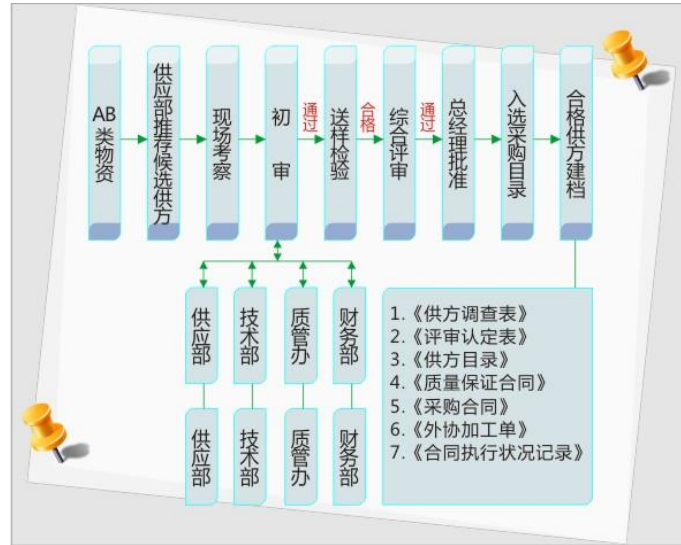 AB类物资
供应部推存候选供方
现场考察
初审
通过
送样检验
合格
综合评审
通过
总经理批准
入选采购目录
合格供方建档
供应部
技术部
质管办
财务部
供应部
技术部
质管办
财务部
1.《供方调查表》
2.《评审认定表》
3.《供方目录》
4.《质量保证合同》
5.《采购合同》
6.《外协加工单》
7.《合同执行状况记录》